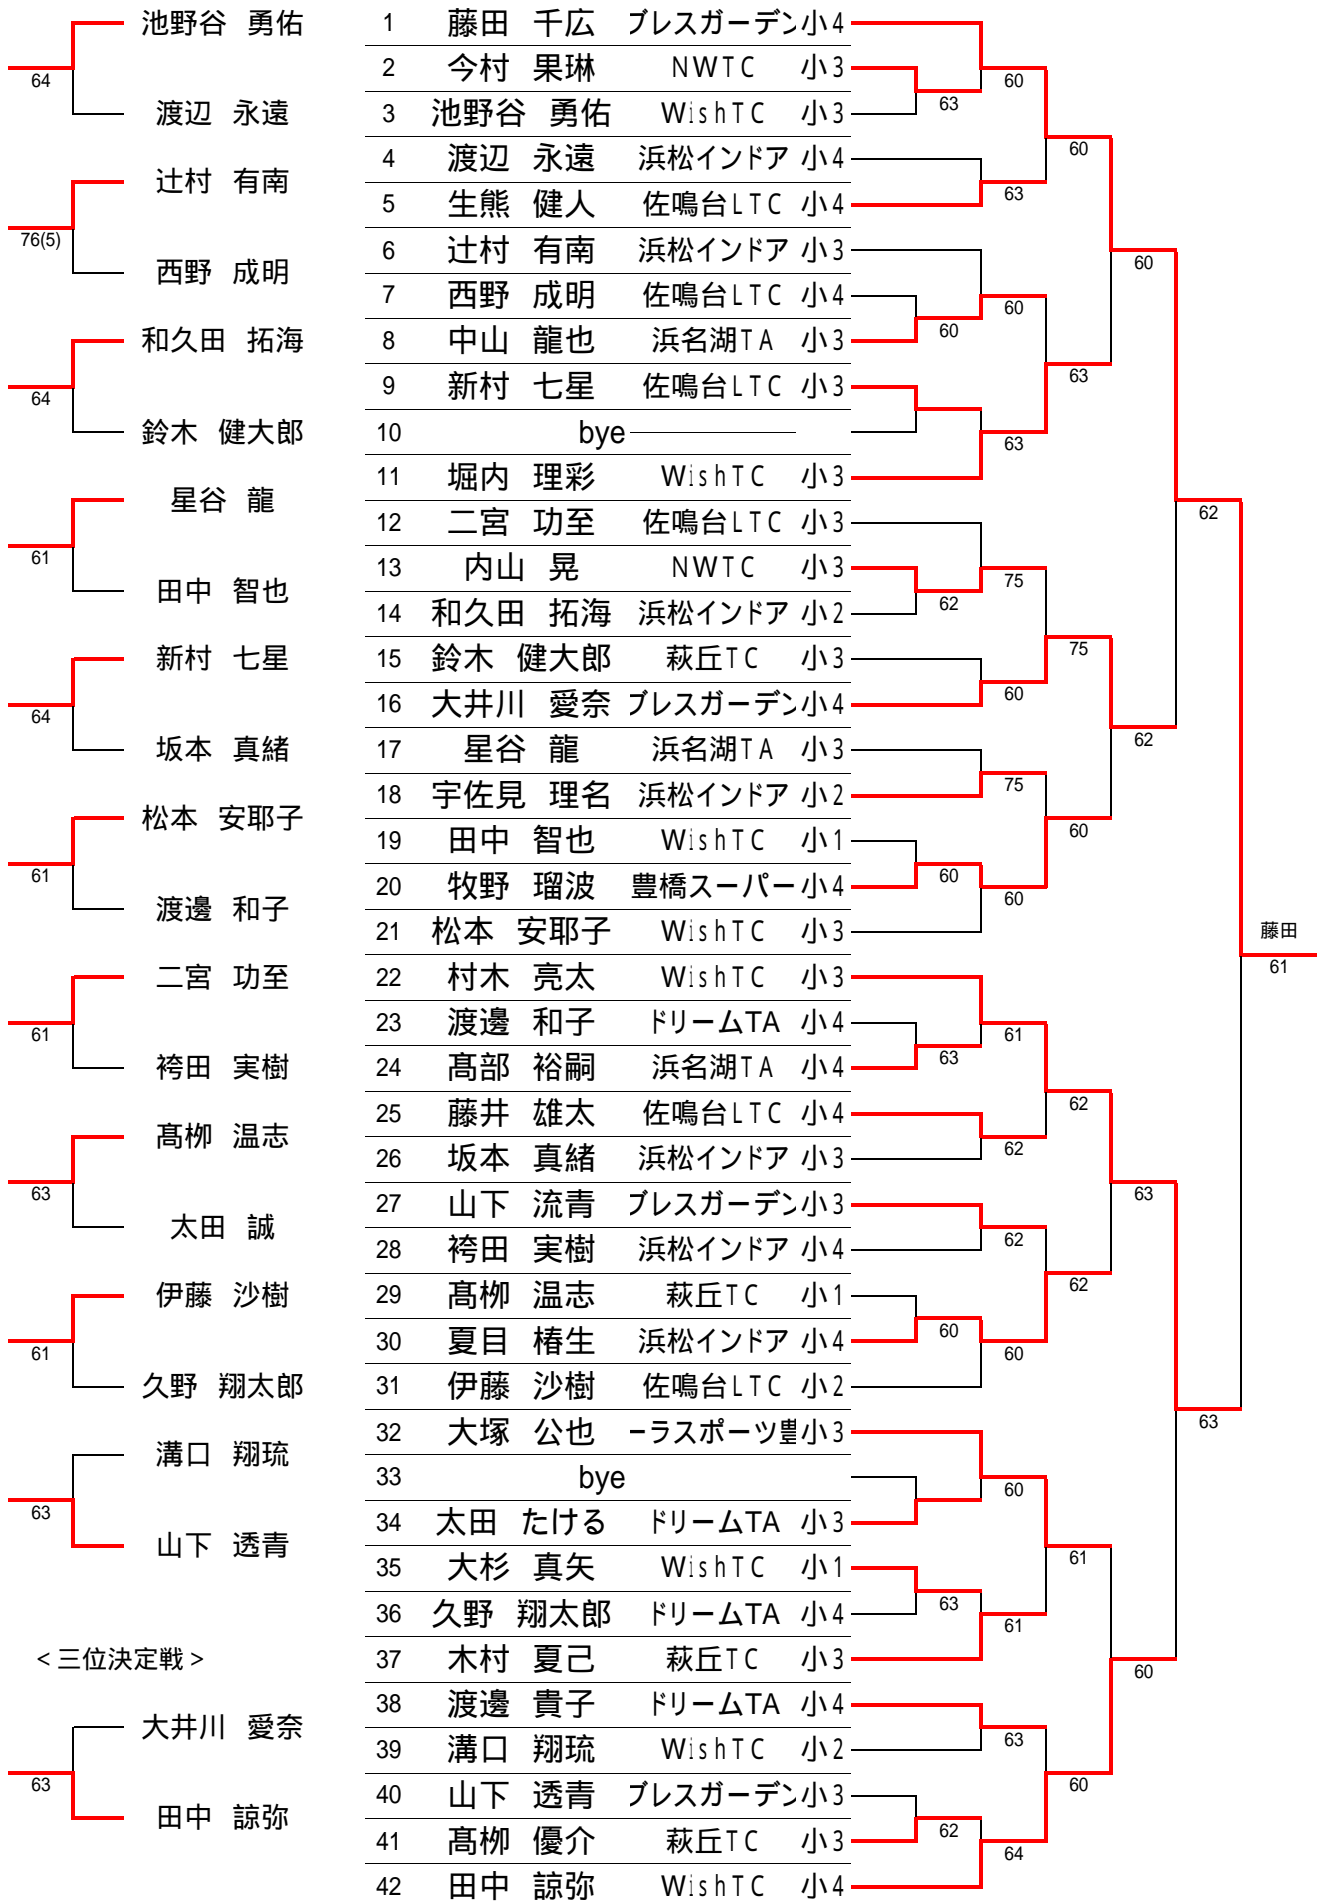 池野谷 勇佑
64
渡辺 永遠
辻村 有南
76(5)
西野 成明
和久田 拓海
64
鈴木 健大郎
星谷 龍
61
田中 智也
新村 七星
64
坂本 真緒
松本 安耶子
61
渡邊 和子
二宮 功至
61
袴田 実樹
髙栁 温志
63
太田 誠
伊藤 沙樹
61
久野 翔太郎
溝口 翔琉
63
山下 透青
<三位決定戦>
大井川 愛奈
63
田中 諒弥
1 藤田 千広 ブレスガーデン 小4
2 今村 果琳 NWTC 小3
3 池野谷 勇佑 WishTC 小3
4 渡辺 永遠 浜松インドア 小4
5 生熊 健人 佐鳴台LTC 小4
6 辻村 有南 浜松インドア 小3
7 西野 成明 佐鳴台LTC 小4
8 中山 龍也 浜名湖TA 小3
9 新村 七星 佐鳴台LTC 小3
10 bye
11 堀内 理彩 WishTC 小3
12 二宮 功至 佐鳴台LTC 小3
13 内山 晃 NWTC 小3
14 和久田 拓海 浜松インドア 小2
15 鈴木 健大郎 萩丘TC 小3
16 大井川 愛奈 ブレスガーデン 小4
17 星谷 龍 浜名湖TA 小3
18 宇佐見 理名 浜松インドア 小2
19 田中 智也 WishTC 小1
20 牧野 瑠波 豊橋スーパー 小4
21 松本 安耶子 WishTC 小3
22 村木 亮太 WishTC 小3
23 渡邊 和子 ドリームTA 小4
24 髙部 裕嗣 浜名湖TA 小4
25 藤井 雄太 佐鳴台LTC 小4
26 坂本 真緒 浜松インドア 小3
27 山下 流青 ブレスガーデン 小3
28 袴田 実樹 浜松インドア 小4
29 髙栁 温志 萩丘TC 小1
30 夏目 椿生 浜松インドア 小4
31 伊藤 沙樹 佐鳴台LTC 小2
32 大塚 公也 ーラスポーツ豊 小3
33 bye
34 太田 たける ドリームTA 小3
35 大杉 真矢 WishTC 小1
36 久野 翔太郎 ドリームTA 小4
37 木村 夏己 萩丘TC 小3
38 渡邊 貴子 ドリームTA 小4
39 溝口 翔琉 WishTC 小2
40 山下 透青 ブレスガーデン 小3
41 髙栁 優介 萩丘TC 小3
42 田中 諒弥 WishTC 小4
63
60
62
60
63
60
63
62
60
63
60
63
75
60
75
60
61
62
62
60
60
61
63
64
60
63
75
60
62
62
61
60
60
62
63
60
62
63
藤田
61